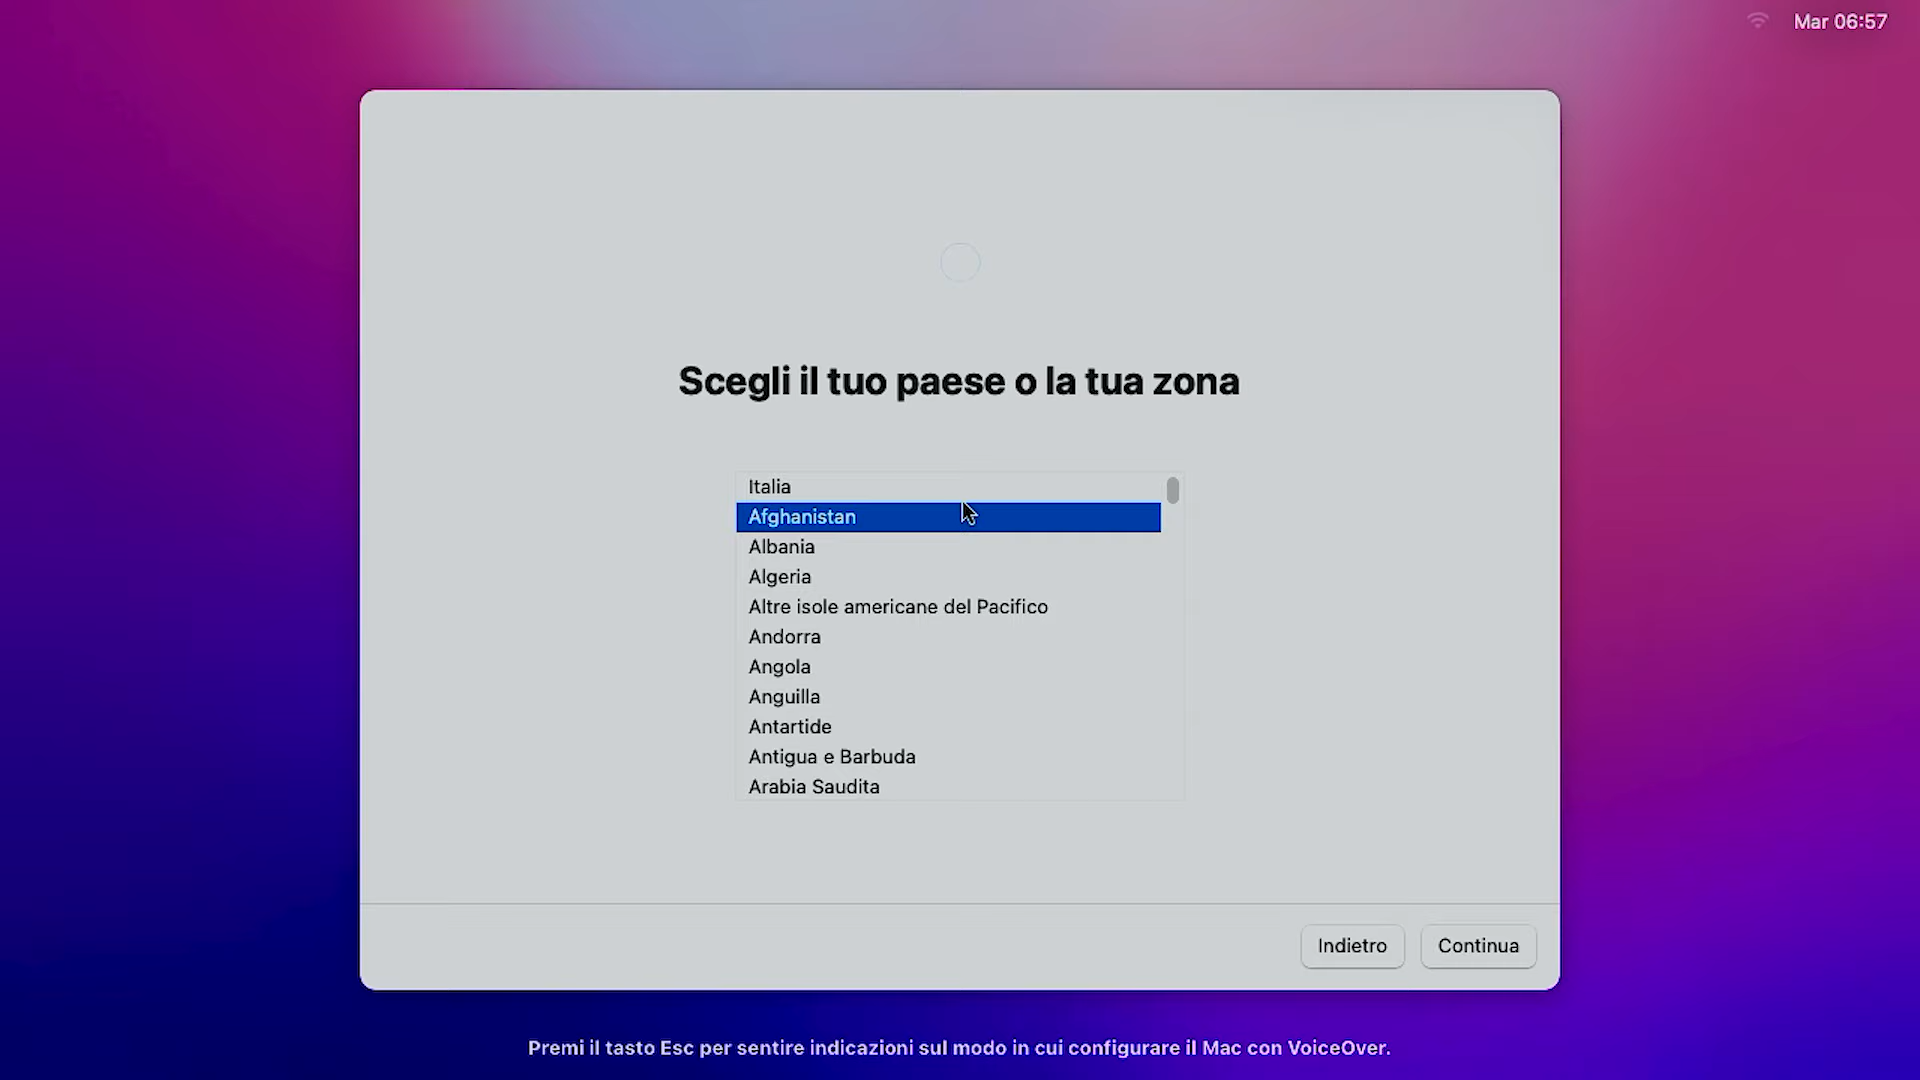 Mar 06:57
Scegli il tuo paese o la tua zona
Italia
Afghanistan
Albania
Algeria
Altre isole americane del Pacifico
Andorra
Angola
Anguilla
Antartide
Antigua e Barbuda
Arabia Saudita
Indietro
Continua
Premi il tasto Esc per sentire indicazioni sul modo in cui configurare il Mac con VoiceOver.